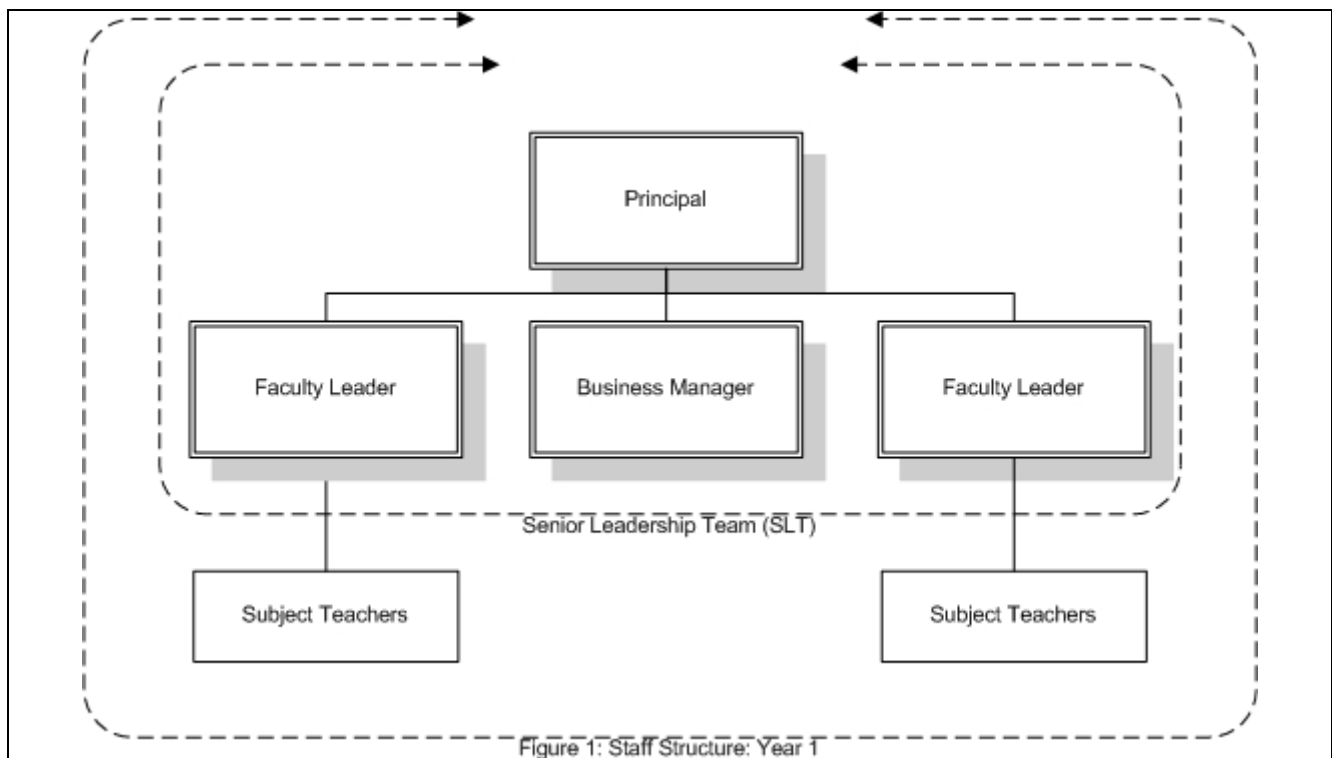 Principal
Faculty Leader
Business Manager
Faculty Leader
Senior Leadership Team (SLT)
Subject Teachers
Subject Teachers
Figure 1: Staff Structure: Year 1